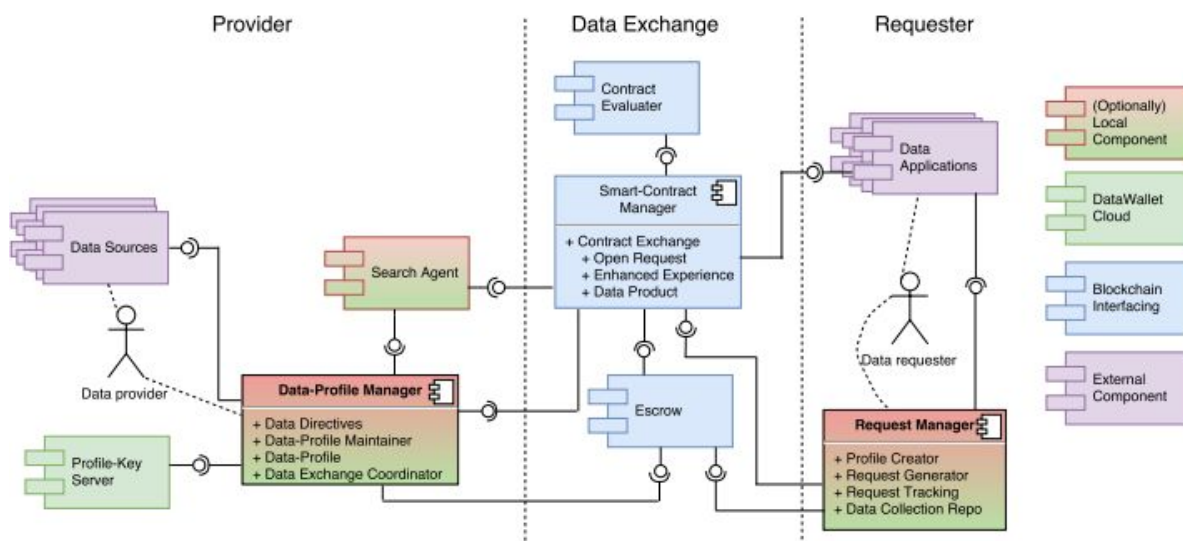 Provider
Data Exchange
Requester
Contract
Evaluater
(Optionally)
Local
Component
Data
Applications
Smart-Contract
Manager
+ Contract Exchange
+ Open Request
+ Enhanced Experience
+ Data Product
DataWallet
Cloud
Data Sources
Search Agent
Blockchain
Interfacing
Data provider
Data requester
Data-Profile Manager
+ Data Directives
+ Data-Profile Maintainer
+ Data-Profile
+ Data Exchange Coordinator
Escrow
External
Component
Request Manager
+ Profile Creator
+ Request Generator
+ Request Tracking
+ Data Collection Repo
Profile-Key
Server